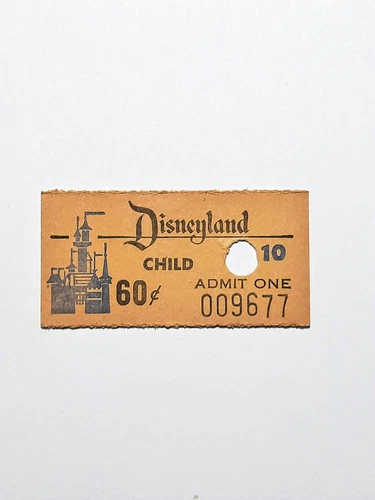 Disneyland
CHILD 10
60¢ ADMIT ONE
009677